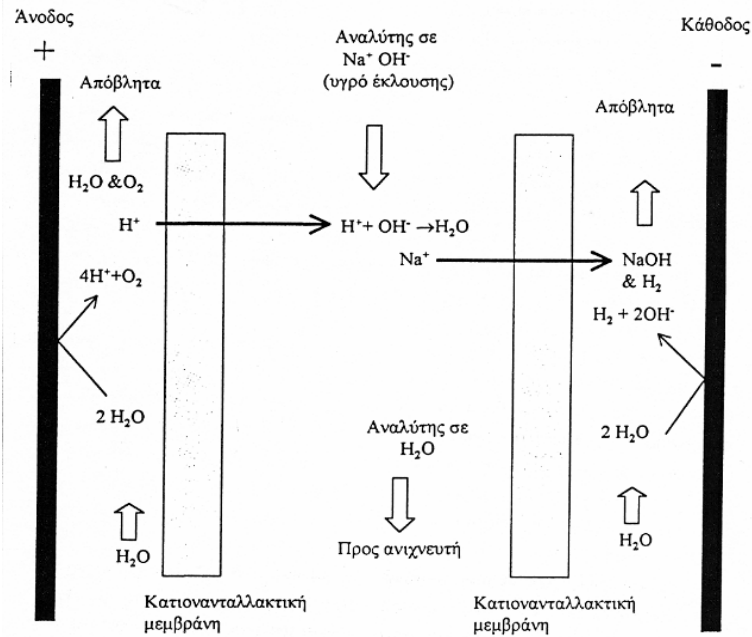 Άνοδος
+
Απόβλητα
H₂O & O₂
H⁺
4H⁺+O₂
2 H₂O
H₂O
Κατιονανταλλακτική
μεμβράνη
Αναλύτης σε
Na⁺ OH⁻
(υγρό έκλουσης)
H⁺+ OH⁻ →H₂O
Na⁺
Αναλύτης σε
H₂O
Προς ανιχνευτή
Κάθοδος
-
Απόβλητα
NaOH
& H₂
H₂ + 2OH⁻
2 H₂O
H₂O
Κατιονανταλλακτική
μεμβράνη